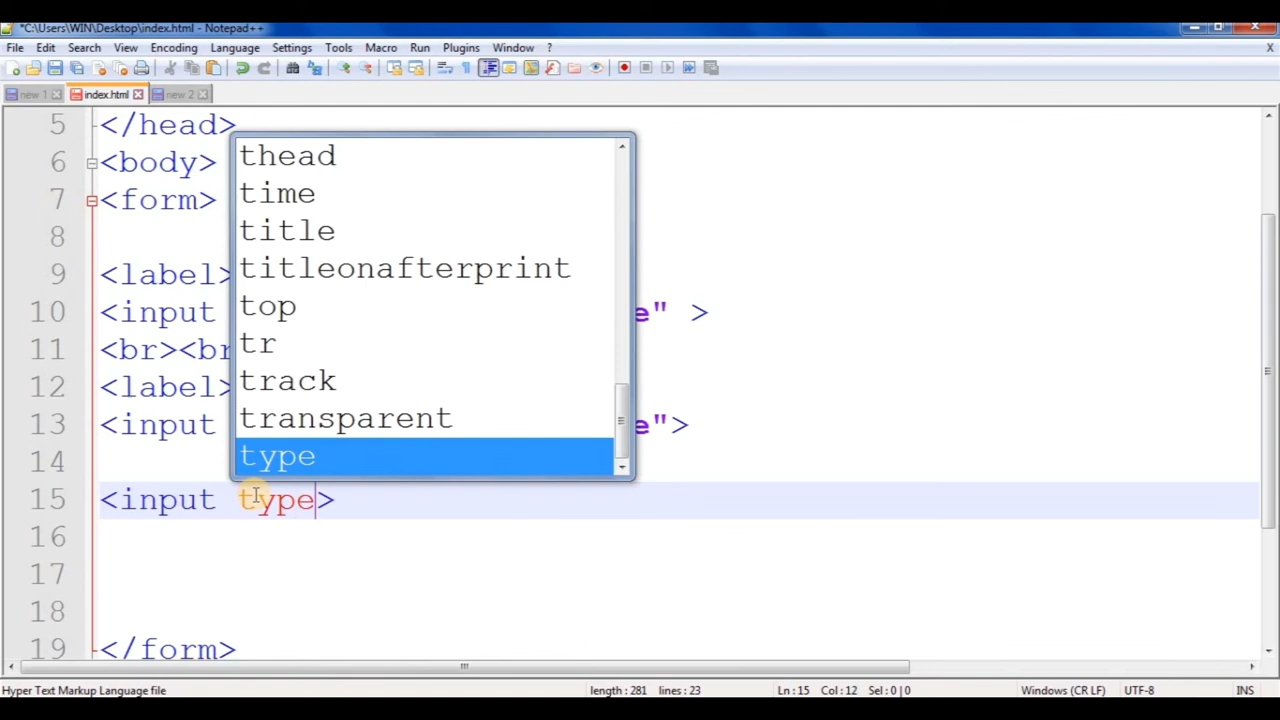 *C:\Users\WIN\Desktop\index.html - Notepad++
File Edit Search View Encoding Language Settings Tools Macro Run Plugins Window ? X
new 1 index.html new 2
5 </head>
6 <body>
7 <form>
8
9 <label>
10 <input e" >
11 <br><br
12 <label>
13 <input e">
14
15 <input type>
16
17
18
19 </form>
thead
time
title
titleonafterprint
top
tr
track
transparent
type
Hyper Text Markup Language file length : 281 lines : 23 Ln : 15 Col : 12 Sel : 0 | 0 Windows (CR LF) UTF-8 INS